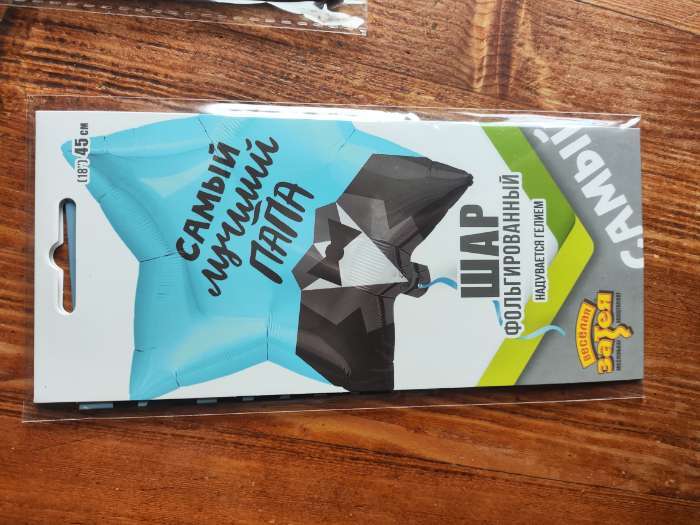 (18") 45 СМ
САМЫЙ
лучший
ПАПА
ШАР
ФОЛЬГИРОВАННЫЙ
НАДУВАЕТСЯ ГЕЛИЕМ
САМЫЙ
весёлая
затея